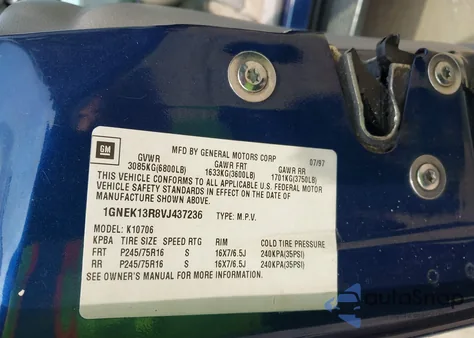 GM
MFD BY GENERAL MOTORS CORP 07/97
GVWR GAWR FRT GAWR RR
3085KG(6800LB) 1633KG(3600LB) 1701KG(3750LB)
THIS VEHICLE CONFORMS TO ALL APPLICABLE U.S. FEDERAL MOTOR
VEHICLE SAFETY STANDARDS IN EFFECT ON THE DATE OF
MANUFACTURE SHOWN ABOVE.
1GNEK13R8VJ437236 TYPE: M.P.V.
MODEL: K10706
KPBA TIRE SIZE SPEED RTG RIM COLD TIRE PRESSURE
FRT P245/75R16 S 16X7/6.5J 240KPA(35PSI)
RR P245/75R16 S 16X7/6.5J 240KPA(35PSI)
SEE OWNER'S MANUAL FOR MORE INFORMATION.
autoSnap